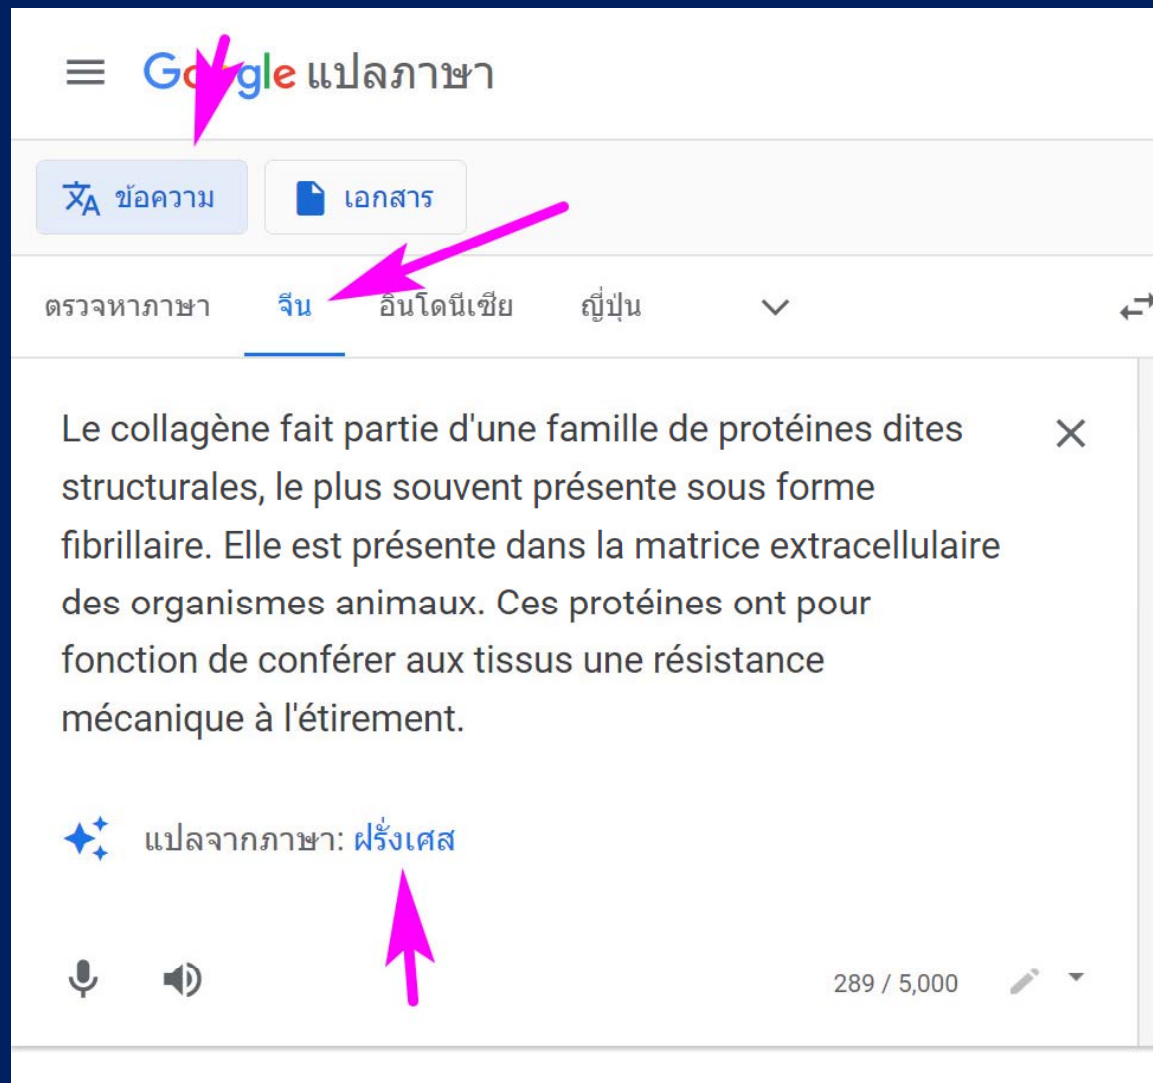 Google แปลภาษา
ข้อความ เอกสาร
ตรวจหาภาษา จีน อินโดนีเซีย ญี่ปุ่น
Le collagène fait partie d'une famille de protéines dites
structurales, le plus souvent présente sous forme
fibrillaire. Elle est présente dans la matrice extracellulaire
des organismes animaux. Ces protéines ont pour
fonction de conférer aux tissus une résistance
mécanique à l'étirement.
แปลจากภาษา: ฝรั่งเศส
289 / 5,000